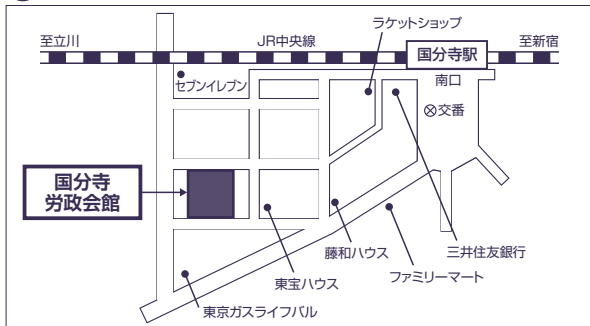 ラケットショップ
至立川
JR中央線
国分寺駅
至新宿
セブンイレブン
南口
交番
国分寺
労政会館
三井住友銀行
藤和ハウス
ファミリーマート
東宝ハウス
東京ガスライフバル